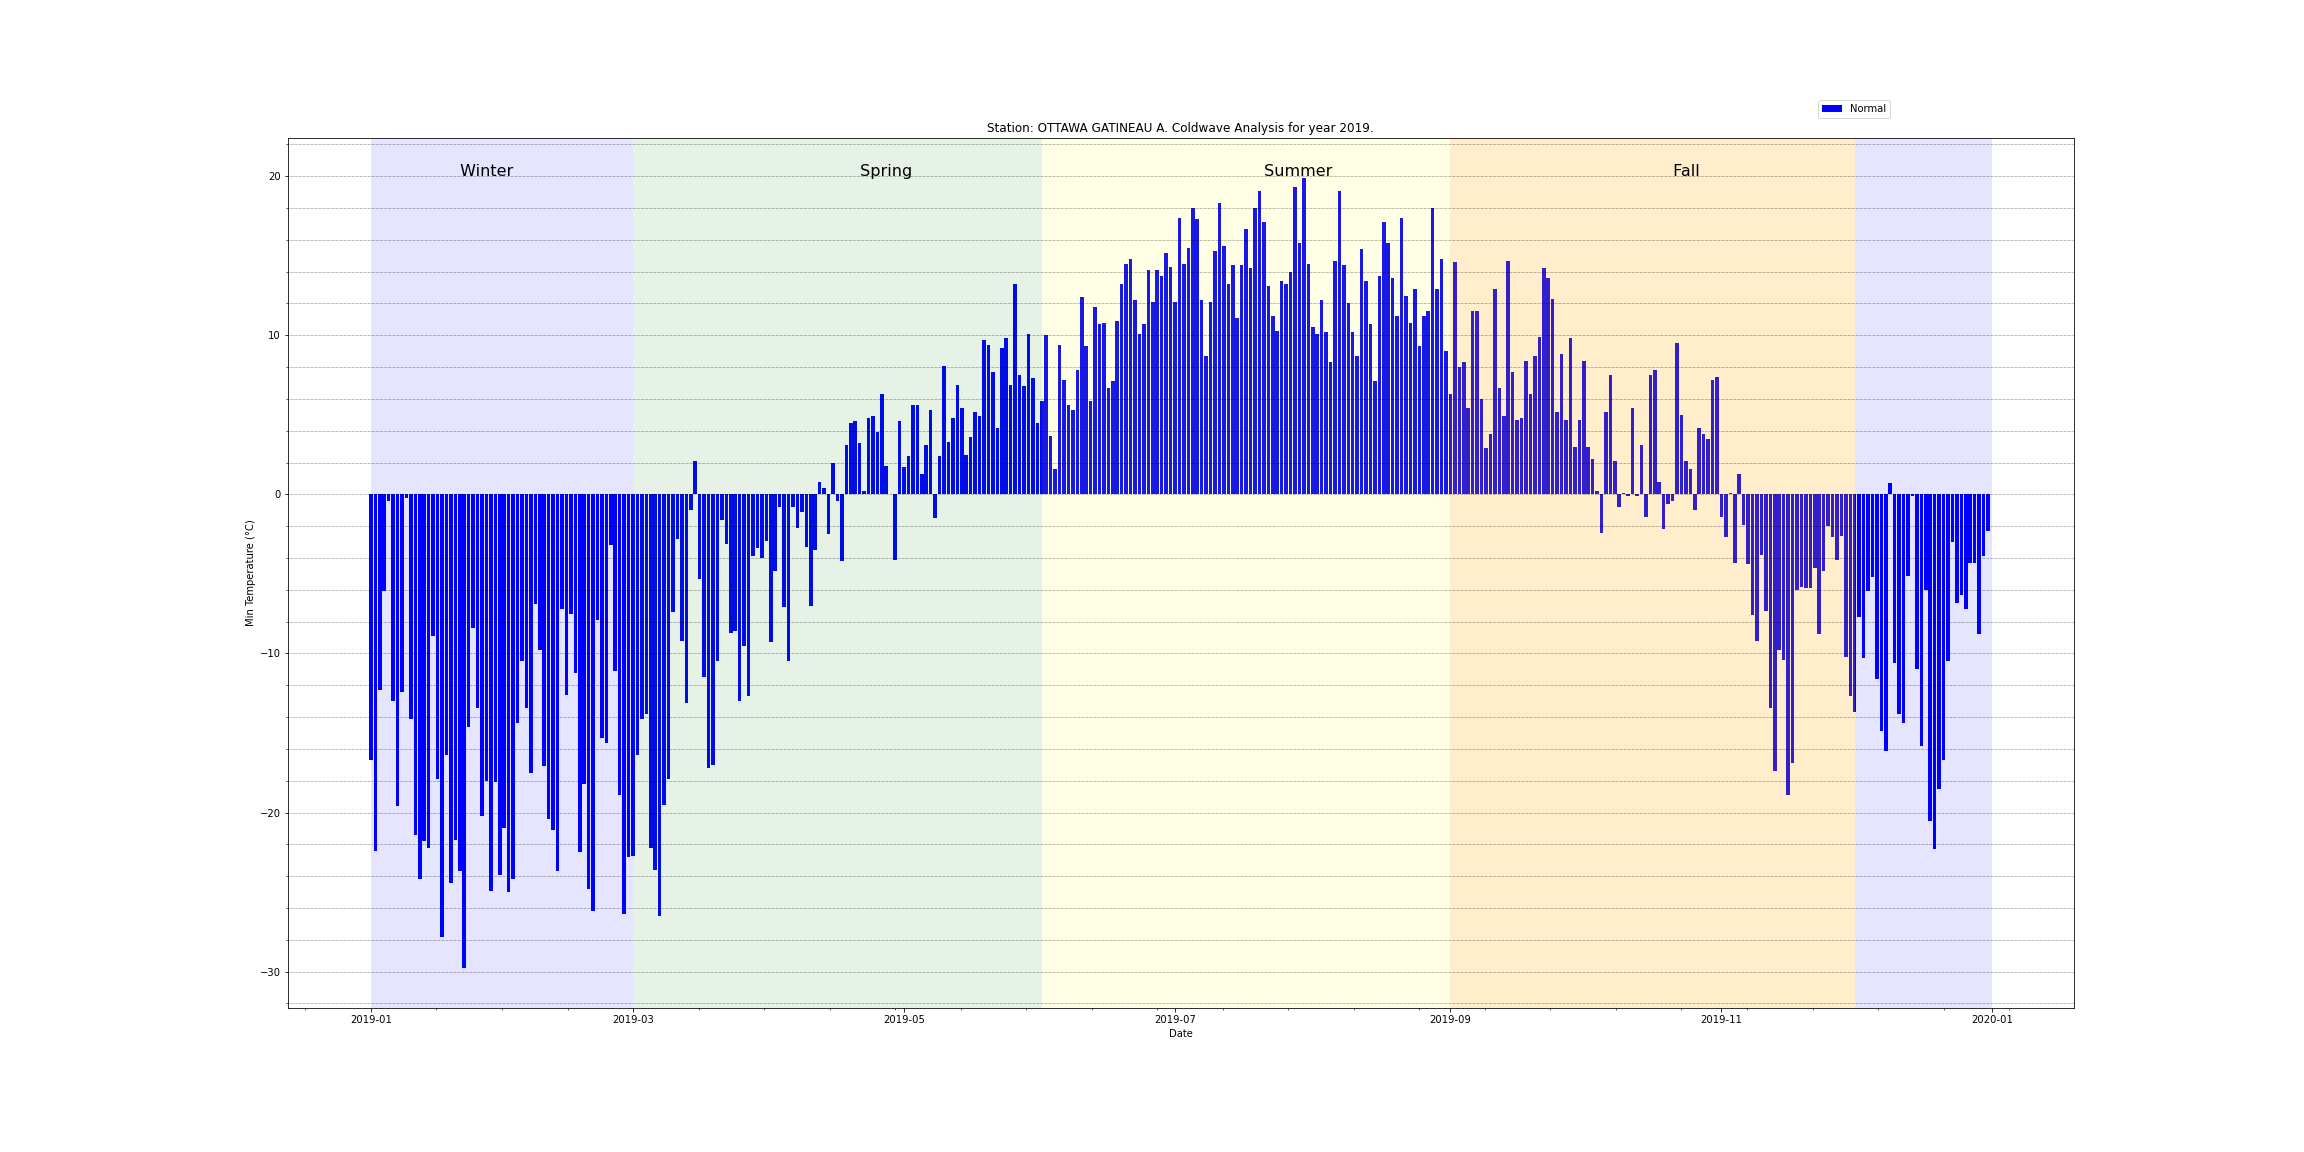 Normal
Station: OTTAWA GATINEAU A. Coldwave Analysis for year 2019.
Winter Spring Summer Fall
20
10
0
−10
−20
−30
Min Temperature (°C)
2019-01 2019-03 2019-05 2019-07 2019-09 2019-11 2020-01
Date